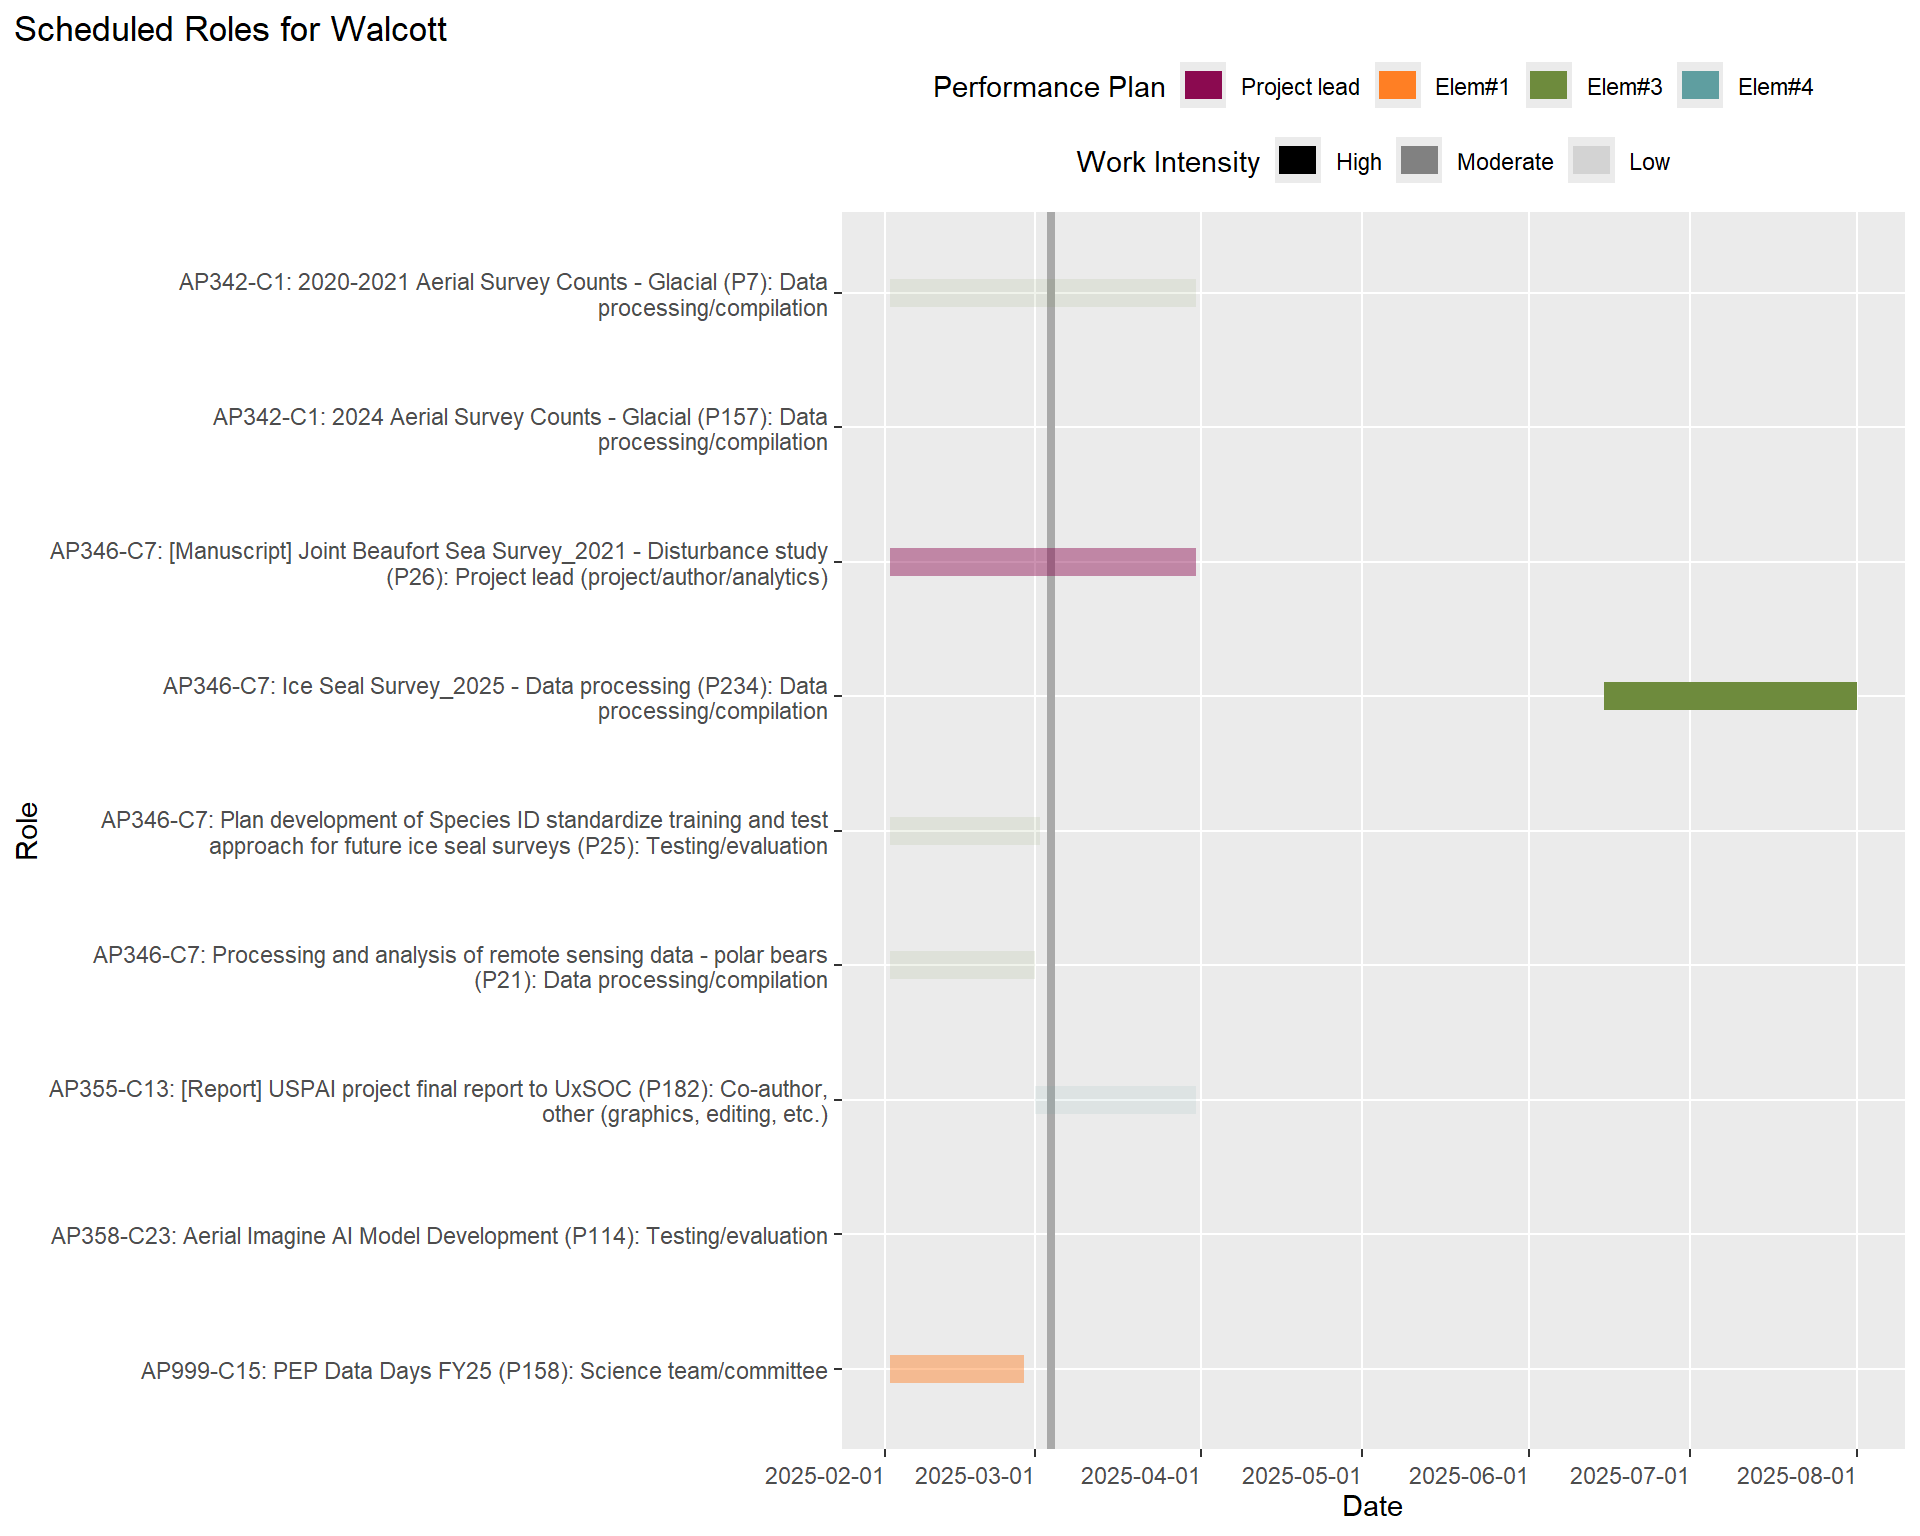 Scheduled Roles for Walcott
Performance Plan Project lead Elem#1 Elem#3 Elem#4
Work Intensity High Moderate Low
AP342-C1: 2020-2021 Aerial Survey Counts - Glacial (P7): Data
processing/compilation
AP342-C1: 2024 Aerial Survey Counts - Glacial (P157): Data
processing/compilation
AP346-C7: [Manuscript] Joint Beaufort Sea Survey_2021 - Disturbance study
(P26): Project lead (project/author/analytics)
AP346-C7: Ice Seal Survey_2025 - Data processing (P234): Data
processing/compilation
AP346-C7: Plan development of Species ID standardize training and test
approach for future ice seal surveys (P25): Testing/evaluation
AP346-C7: Processing and analysis of remote sensing data - polar bears
(P21): Data processing/compilation
AP355-C13: [Report] USPAI project final report to UxSOC (P182): Co-author,
other (graphics, editing, etc.)
AP358-C23: Aerial Imagine AI Model Development (P114): Testing/evaluation
AP999-C15: PEP Data Days FY25 (P158): Science team/committee
Role
2025-02-01 2025-03-01 2025-04-01 2025-05-01 2025-06-01 2025-07-01 2025-08-01
Date